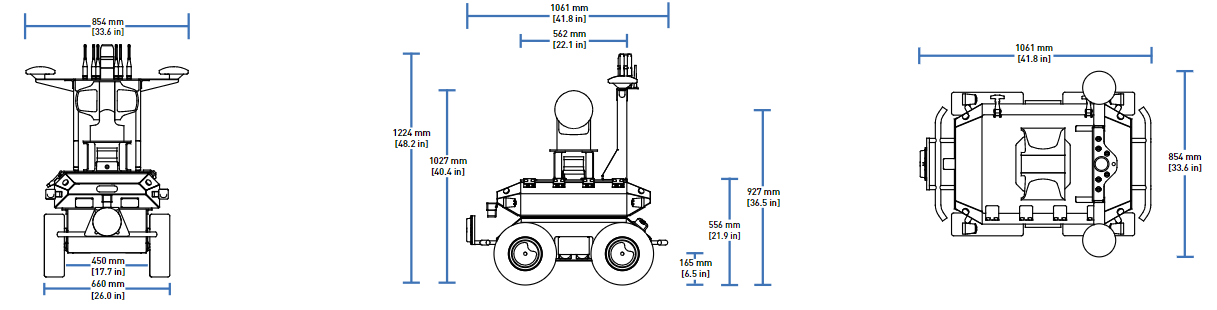 854 mm
[33.6 in]
1061 mm
[41.8 in]
562 mm
[22.1 in]
1224 mm
[48.2 in]
1027 mm
[40.4 in]
927 mm
[36.5 in]
556 mm
[21.9 in]
165 mm
[6.5 in]
450 mm
[17.7 in]
660 mm
[26.0 in]
1061 mm
[41.8 in]
854 mm
[33.6 in]